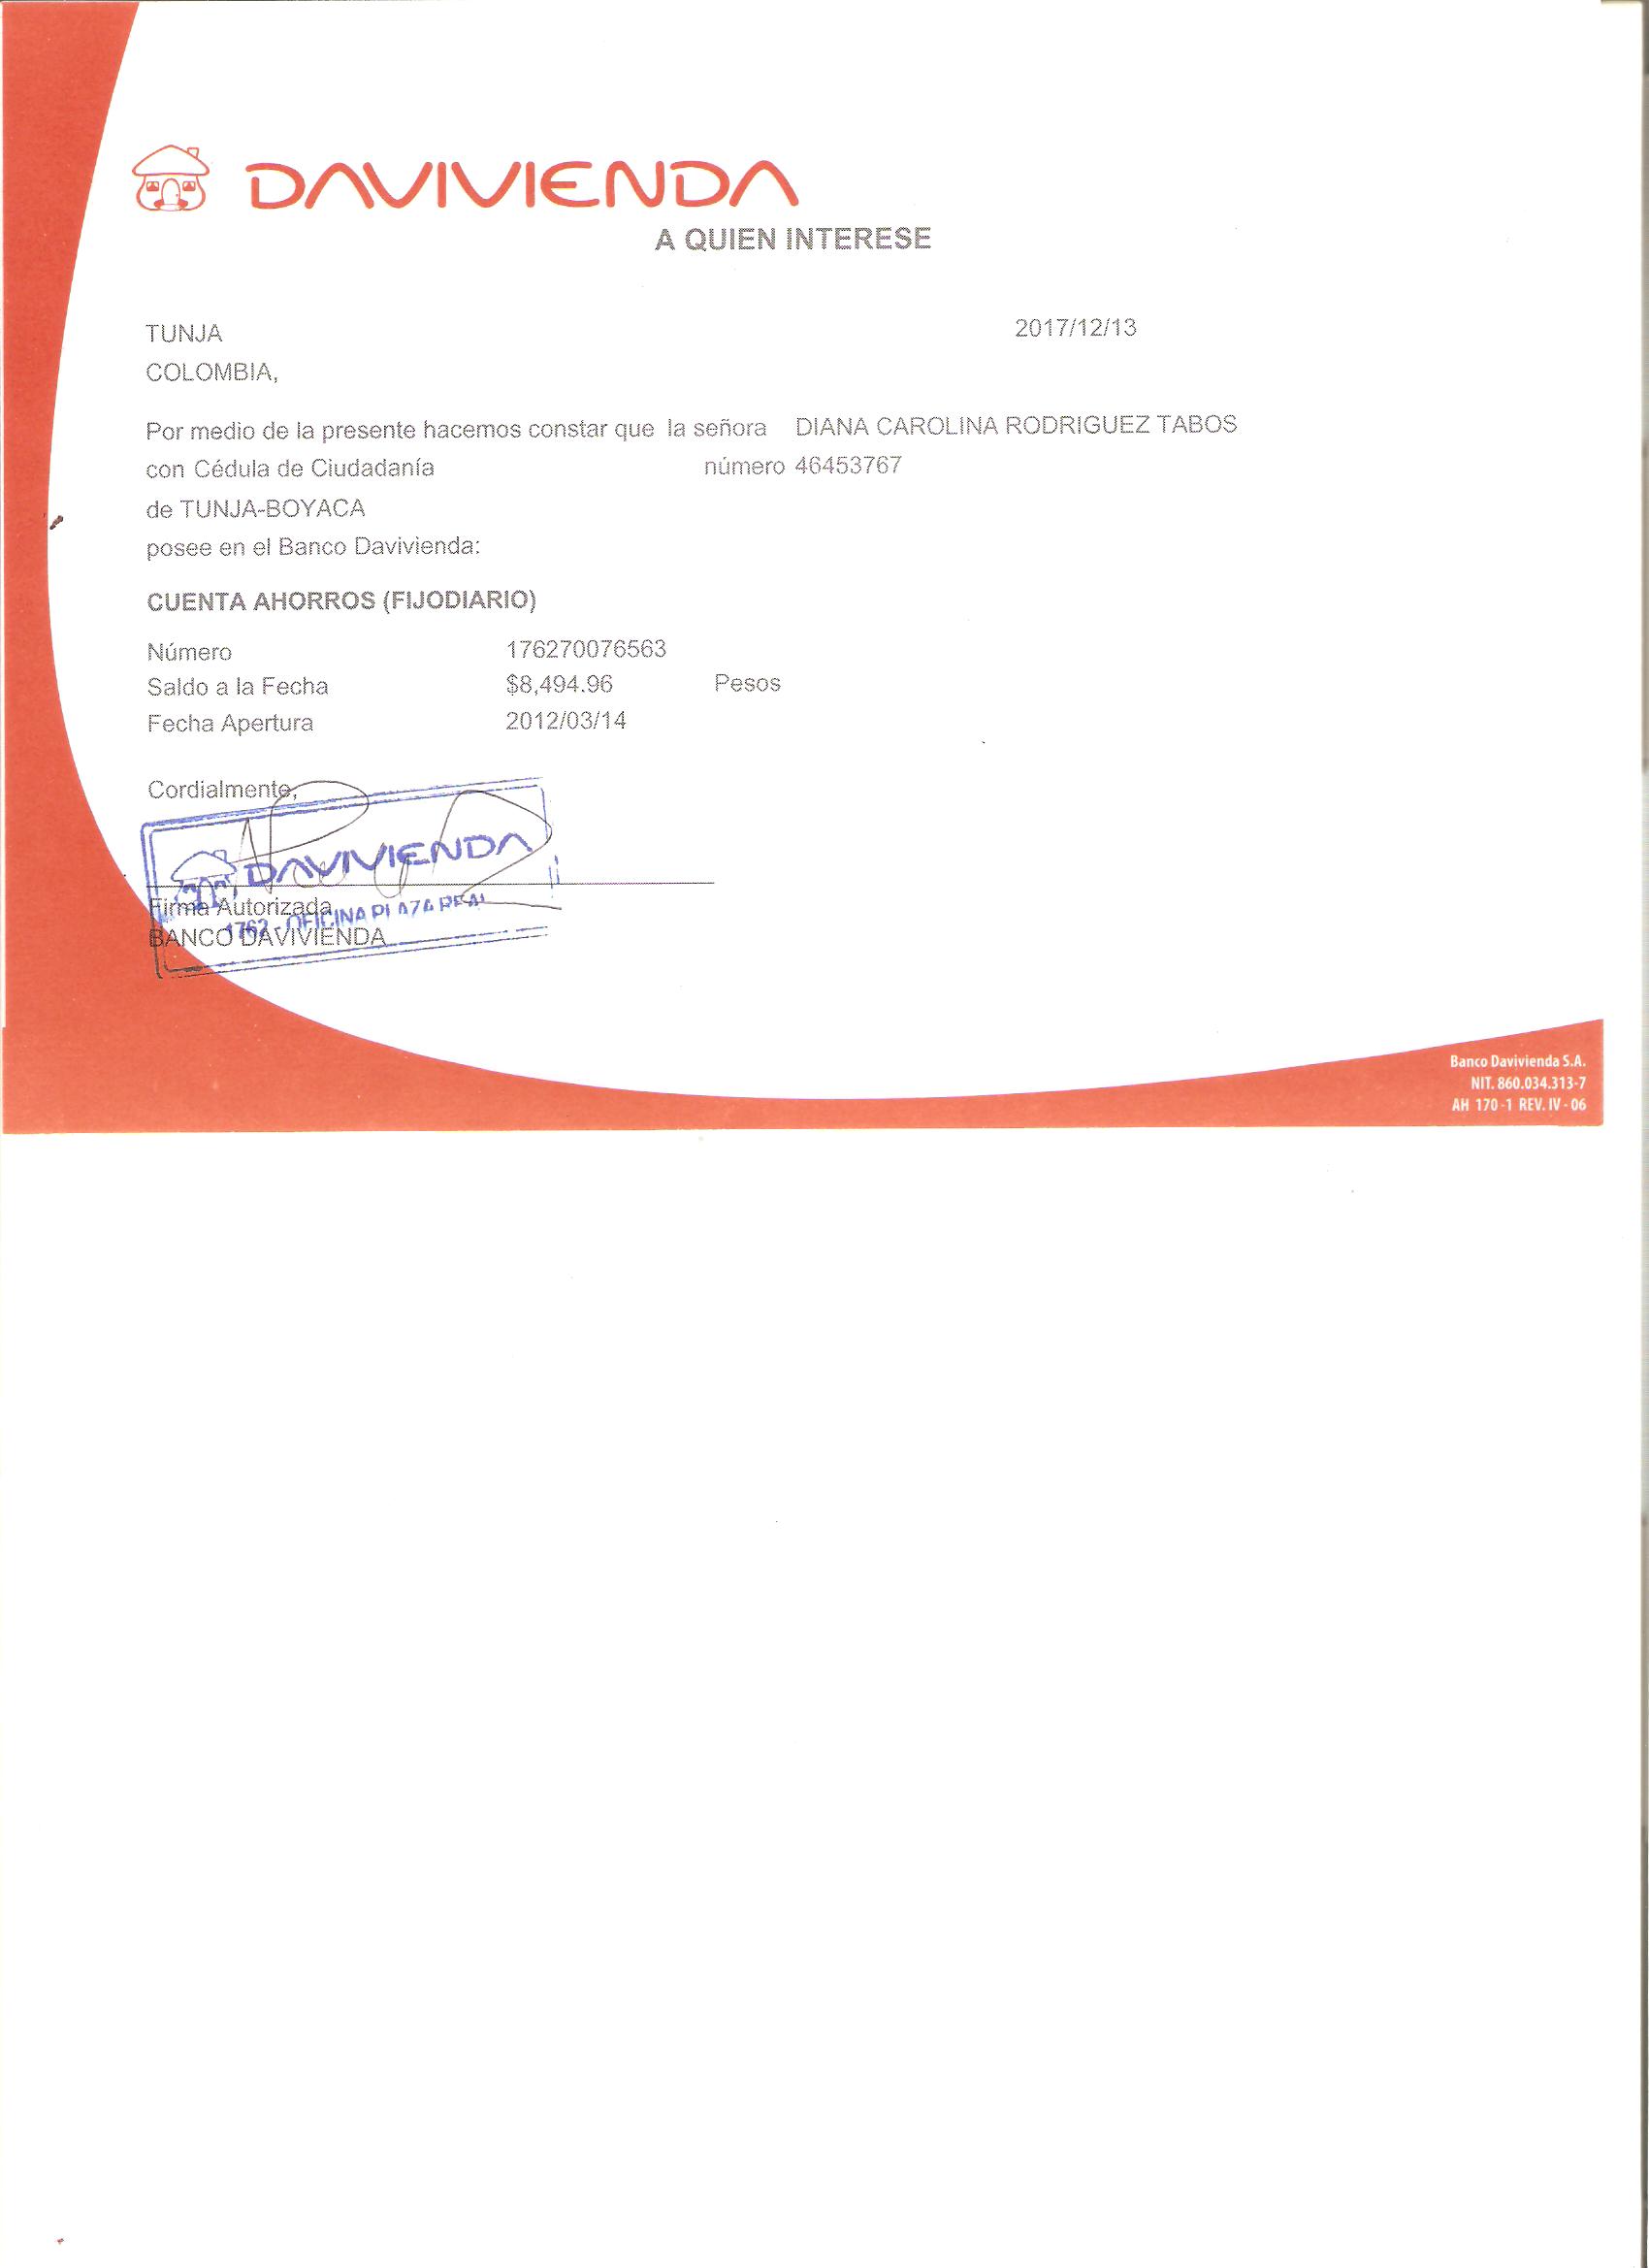 DAVIVIENDA
A QUIEN INTERESE
TUNJA 2017/12/13
COLOMBIA,
Por medio de la presente hacemos constar que la señora DIANA CAROLINA RODRIGUEZ TABOS
con Cédula de Ciudadanía número 46453767
de TUNJA-BOYACA
posee en el Banco Davivienda:
CUENTA AHORROS (FIJODIARIO)
Número 176270076563
Saldo a la Fecha $8,494.96 Pesos
Fecha Apertura 2012/03/14
Cordialmente,
DAVIVIENDA
1762 - OFICINA PLAZA REAL
Firma Autorizada
BANCO DAVIVIENDA
Banco Davivienda S.A.
NIT. 860.034.313-7
AH 170-1 REV. IV - 06